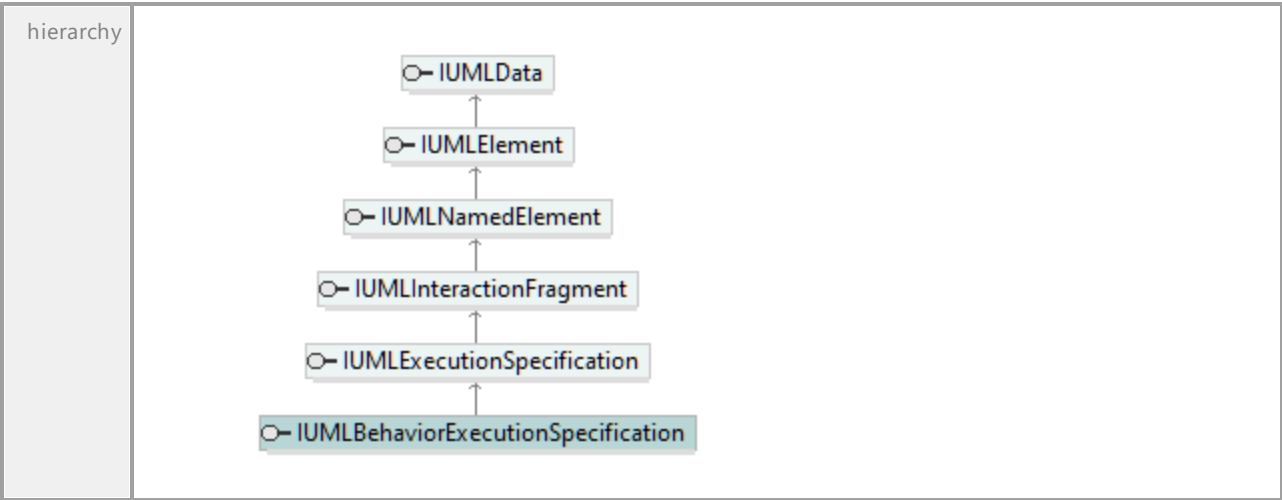 hierarchy
IUMLData
IUMLElement
IUMLNamedElement
IUMLInteractionFragment
IUMLExecutionSpecification
IUMLBehaviorExecutionSpecification